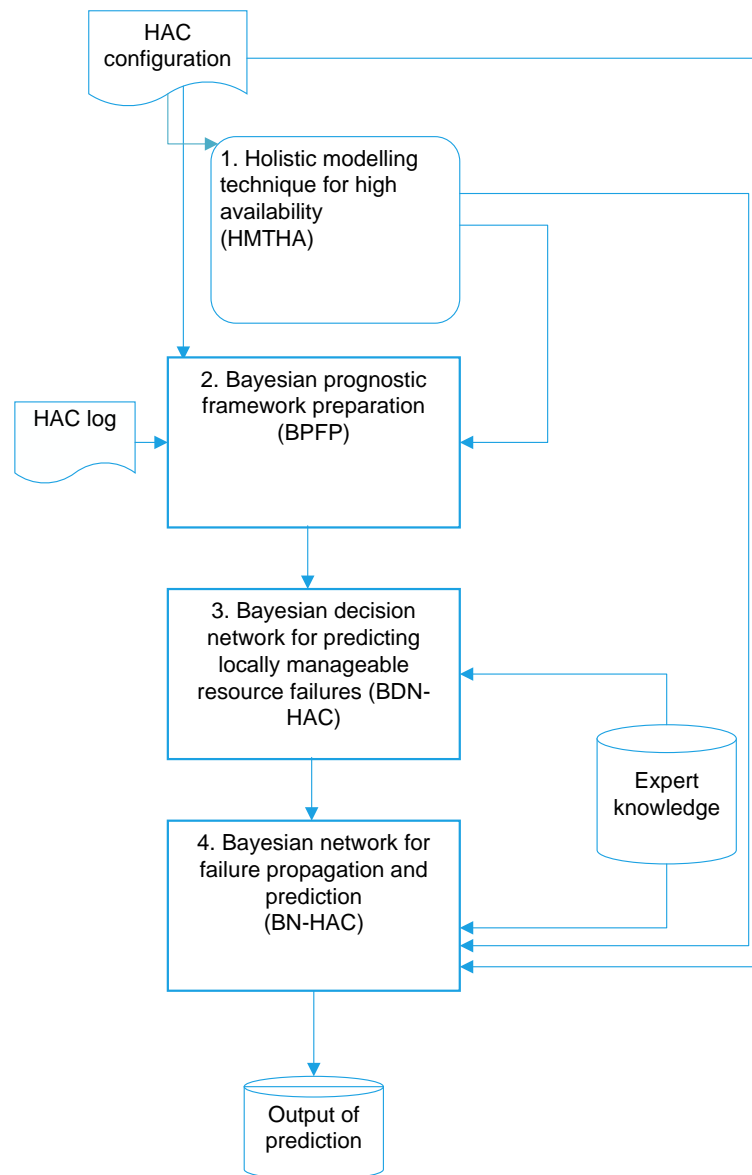 HAC
configuration
1. Holistic modelling
technique for high
availability
(HMTHA)
2. Bayesian prognostic
framework preparation
(BPFP)
HAC log
3. Bayesian decision
network for predicting
locally manageable
resource failures (BDN-
HAC)
Expert
knowledge
4. Bayesian network for
failure propagation and
prediction
(BN-HAC)
Output of
prediction